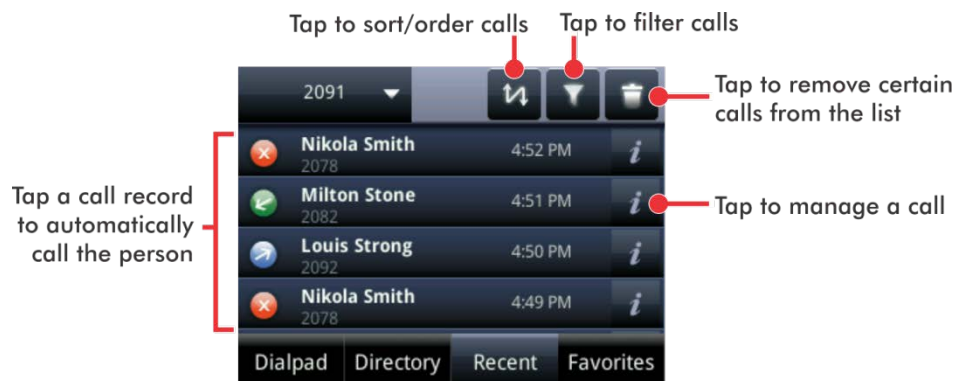 Tap to sort/order calls
Tap to filter calls
2091
Tap to remove certain
calls from the list
Nikola Smith
2078
4:52 PM
i
Milton Stone
2082
4:51 PM
i
Tap to manage a call
Tap a call record
to automatically
call the person
Louis Strong
2092
4:50 PM
i
Nikola Smith
2078
4:49 PM
i
Dialpad Directory Recent Favorites